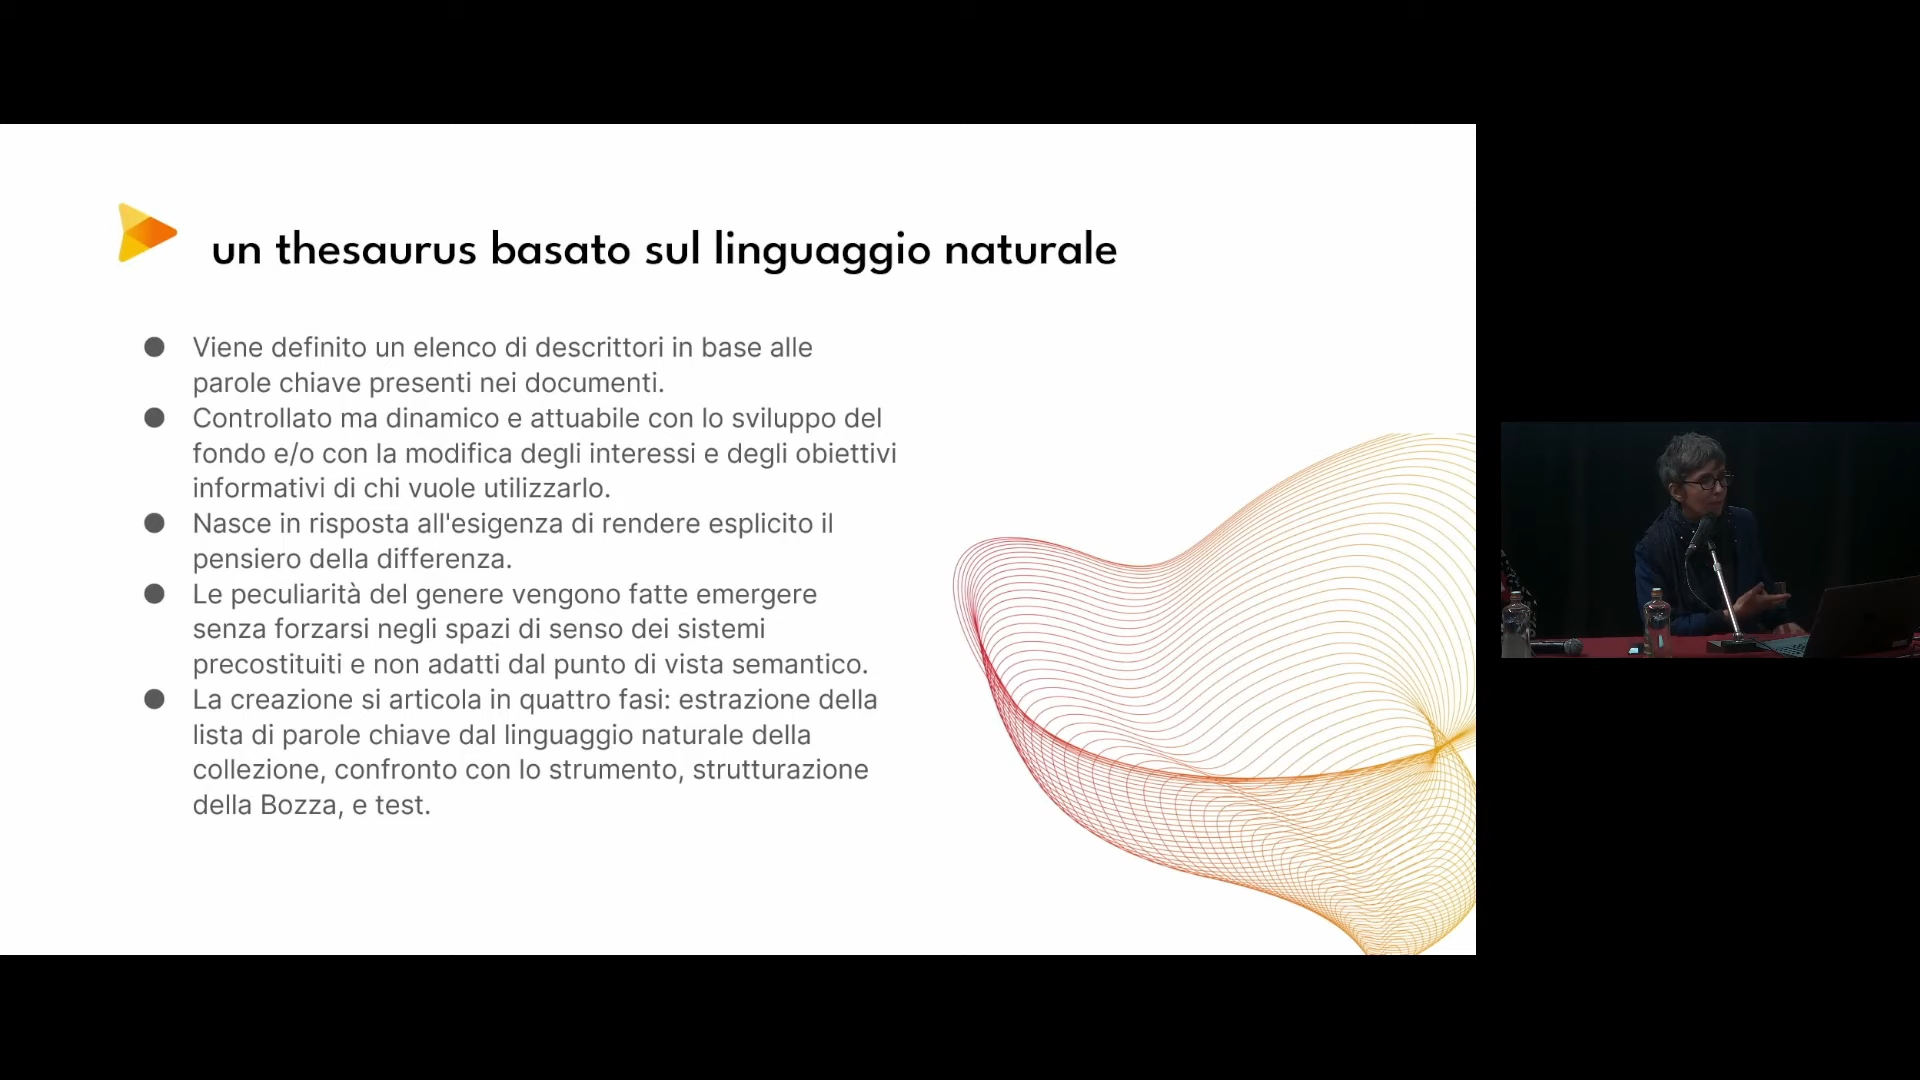 un thesaurus basato sul linguaggio naturale
● Viene definito un elenco di descrittori in base alle
parole chiave presenti nei documenti.
● Controllato ma dinamico e attuabile con lo sviluppo del
fondo e/o con la modifica degli interessi e degli obiettivi
informativi di chi vuole utilizzarlo.
● Nasce in risposta all'esigenza di rendere esplicito il
pensiero della differenza.
● Le peculiarità del genere vengono fatte emergere
senza forzarsi negli spazi di senso dei sistemi
precostituiti e non adatti dal punto di vista semantico.
● La creazione si articola in quattro fasi: estrazione della
lista di parole chiave dal linguaggio naturale della
collezione, confronto con lo strumento, strutturazione
della Bozza, e test.